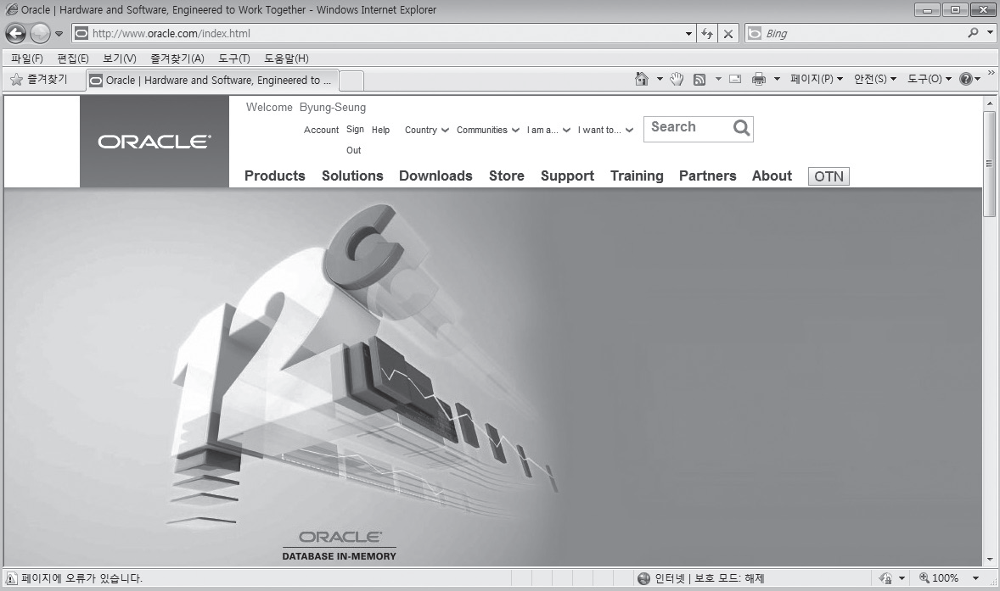 Oracle | Hardware and Software, Engineered to Work Together - Windows Internet Explorer
http://www.oracle.com/index.html
Bing
파일(F) 편집(E) 보기(V) 즐겨찾기(A) 도구(T) 도움말(H)
즐겨찾기
Oracle | Hardware and Software, Engineered to ...
페이지(P) 안전(S) 도구(O)
ORACLE
Welcome Byung-Seung
Account Sign Out Help Country Communities I am a... I want to... Search
Products Solutions Downloads Store Support Training Partners About OTN
12c
ORACLE
DATABASE IN-MEMORY
페이지에 오류가 있습니다.
인터넷 | 보호 모드: 해제
100%